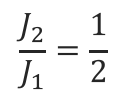 J₂/J₁ = 1/2